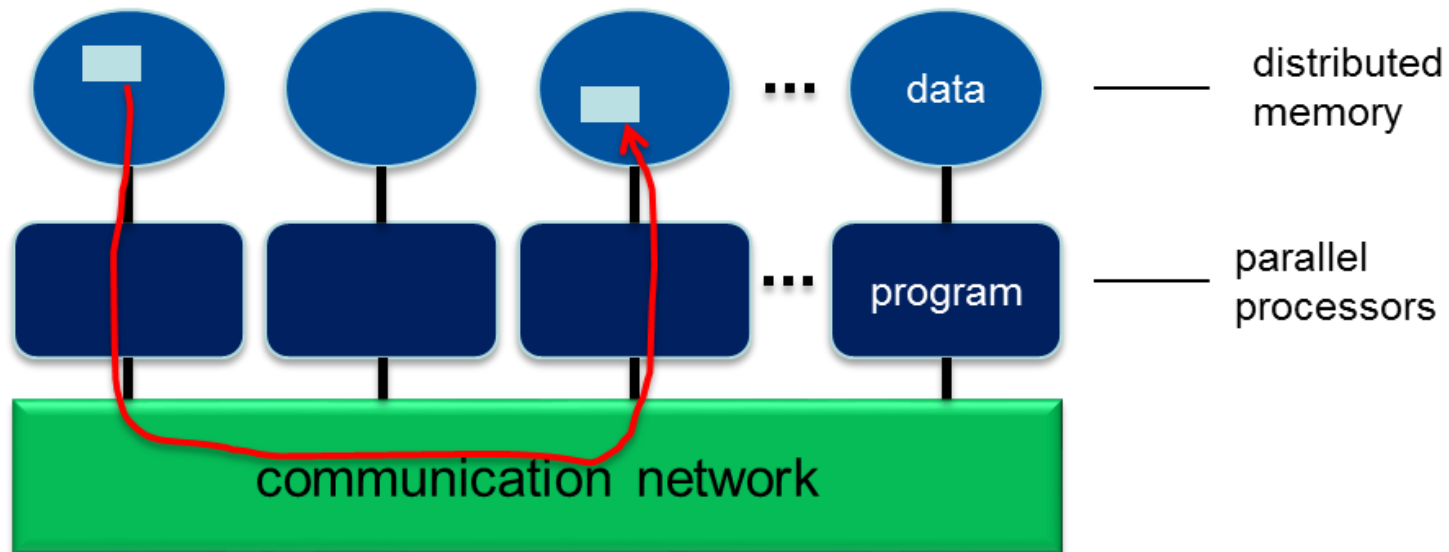 data
distributed
memory
program
parallel
processors
communication network